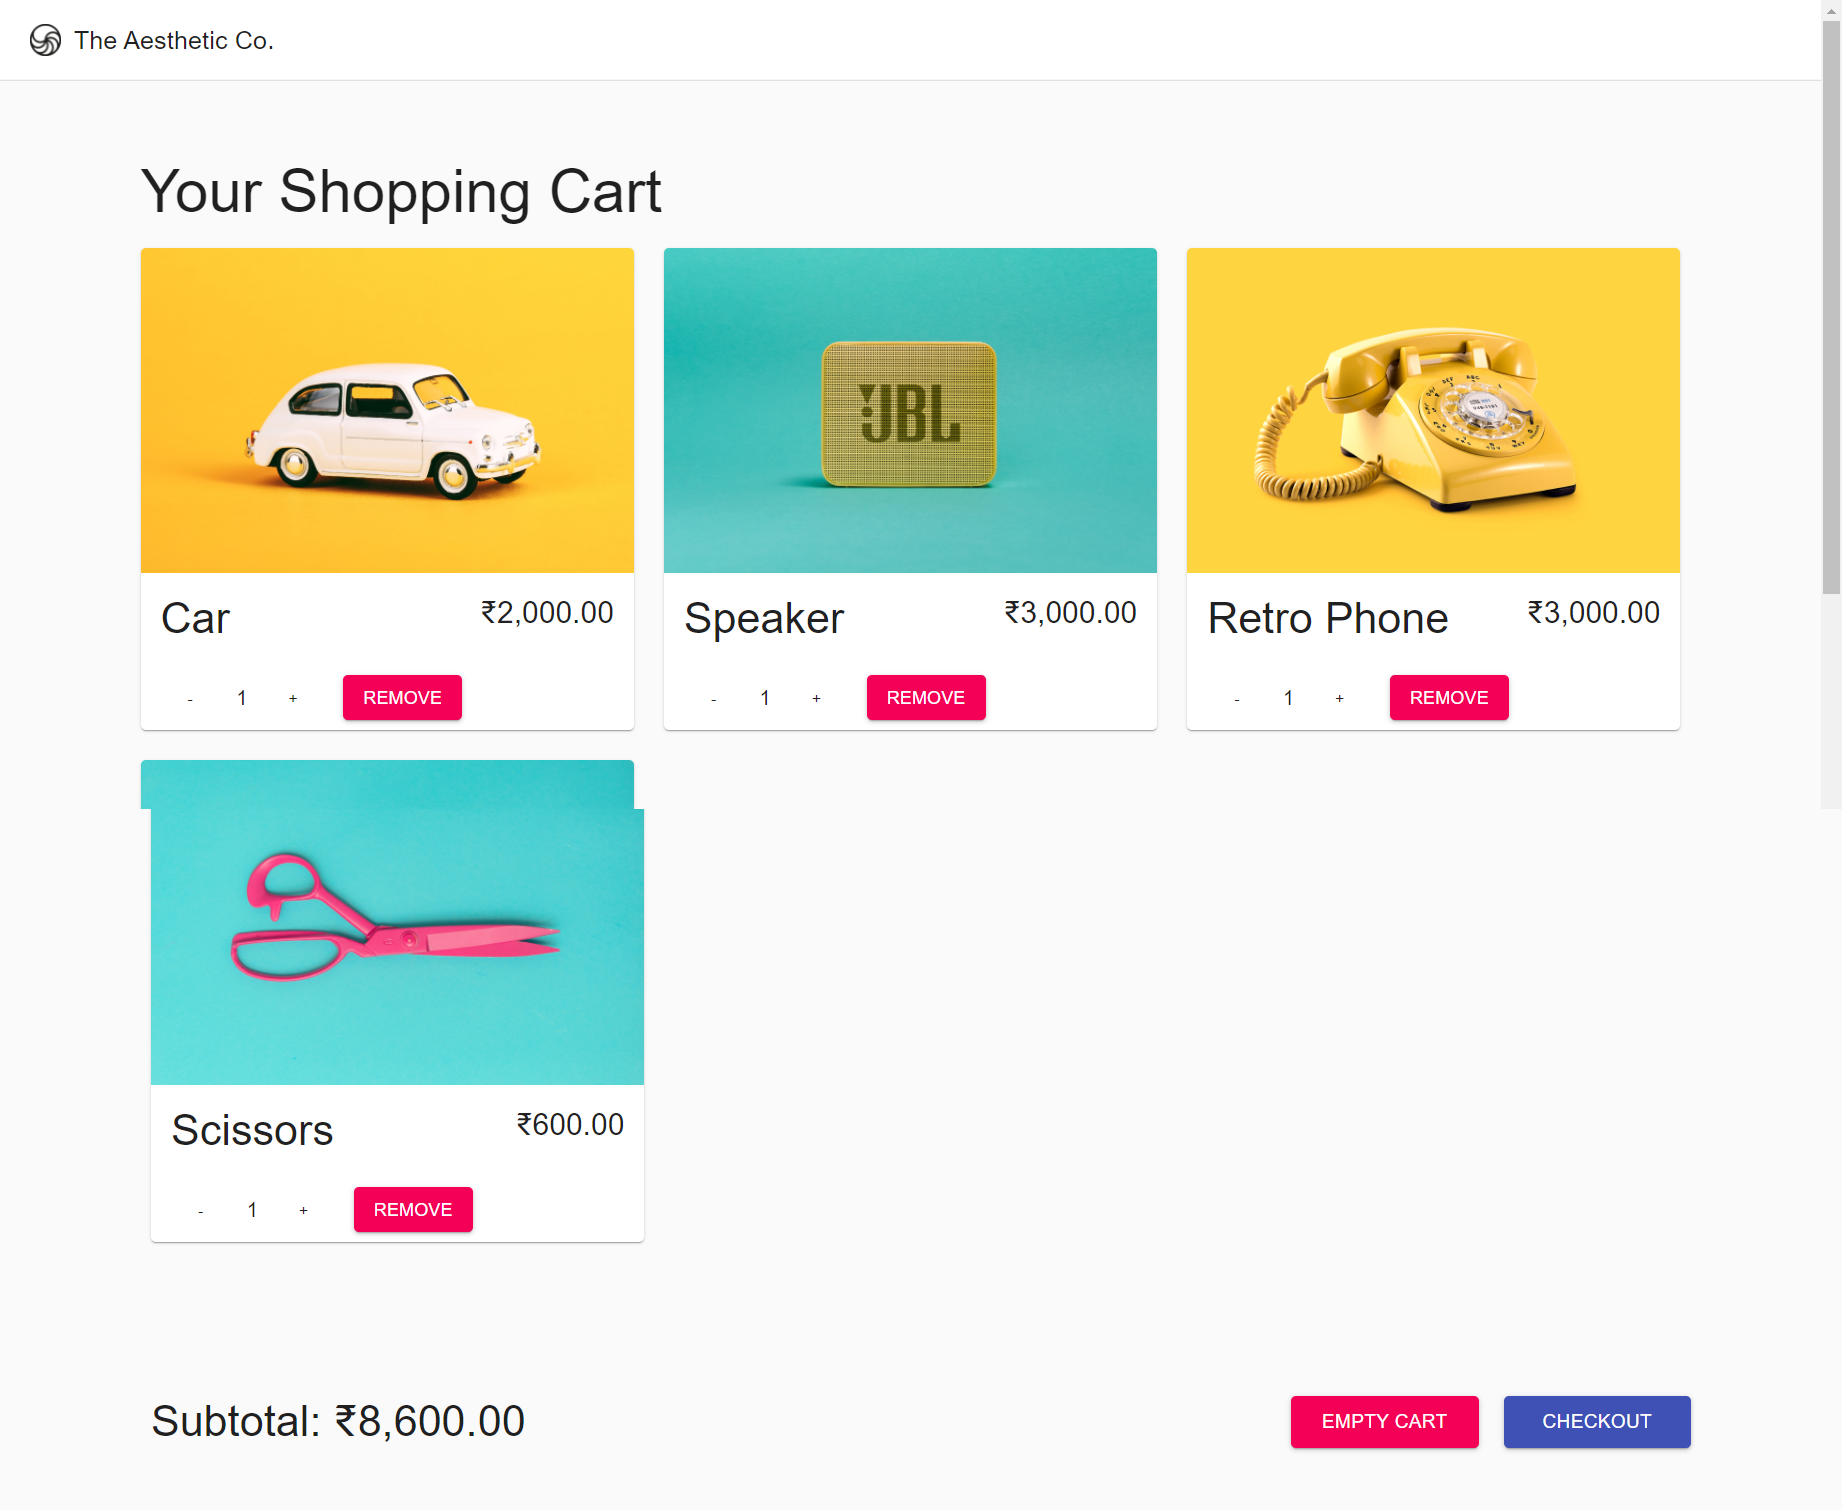 The Aesthetic Co.
Your Shopping Cart
JBL
Car ₹2,000.00
- 1 + REMOVE
Speaker ₹3,000.00
- 1 + REMOVE
Retro Phone ₹3,000.00
- 1 + REMOVE
Scissors ₹600.00
- 1 + REMOVE
Subtotal: ₹8,600.00
EMPTY CART
CHECKOUT